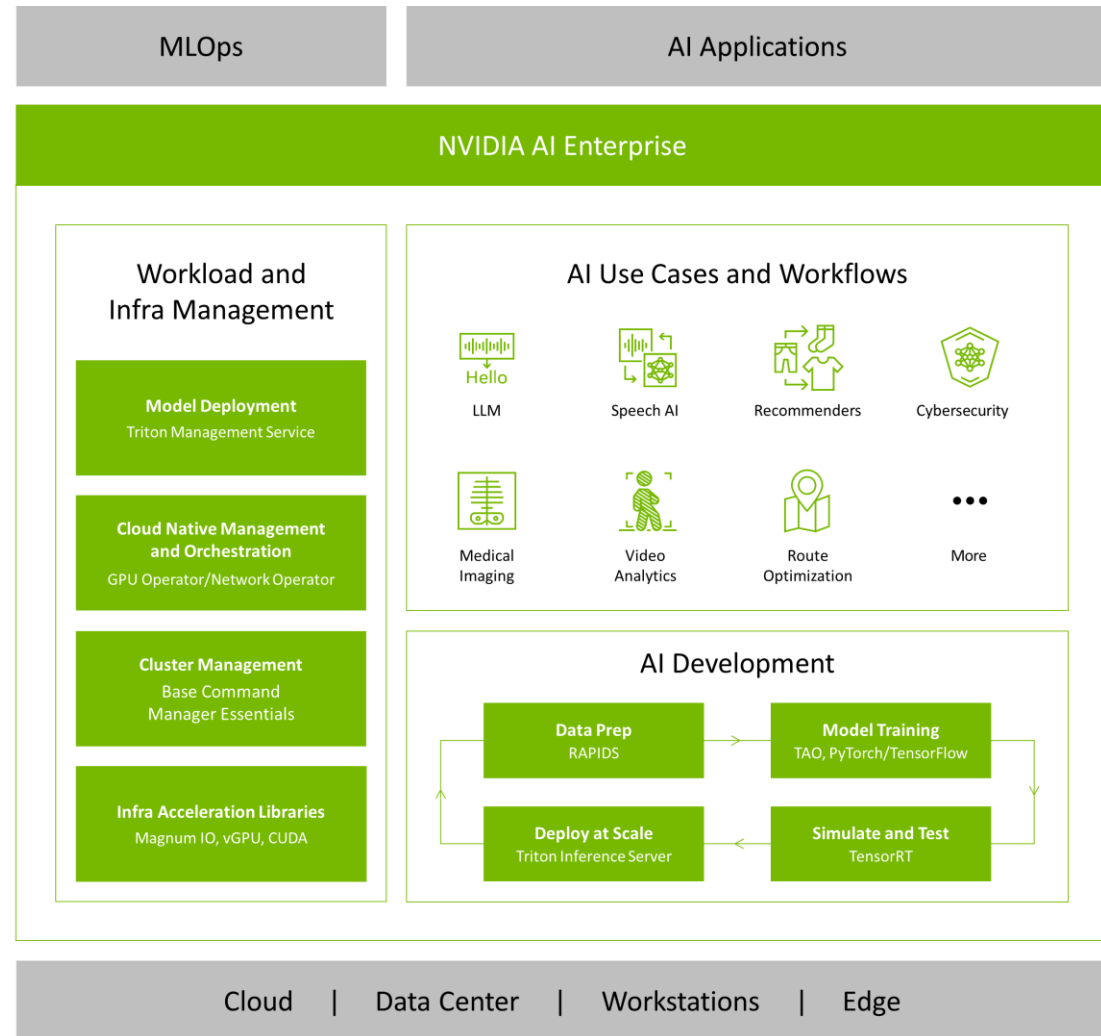 MLOps
AI Applications
NVIDIA AI Enterprise
Workload and
Infra Management
Model Deployment
Triton Management Service
Cloud Native Management
and Orchestration
GPU Operator/Network Operator
Cluster Management
Base Command
Manager Essentials
Infra Acceleration Libraries
Magnum IO, vGPU, CUDA
AI Use Cases and Workflows
Hello
LLM
Speech AI
Recommenders
Cybersecurity
Medical
Imaging
Video
Analytics
Route
Optimization
More
AI Development
Data Prep
RAPIDS
Model Training
TAO, PyTorch/TensorFlow
Deploy at Scale
Triton Inference Server
Simulate and Test
TensorRT
Cloud | Data Center | Workstations | Edge